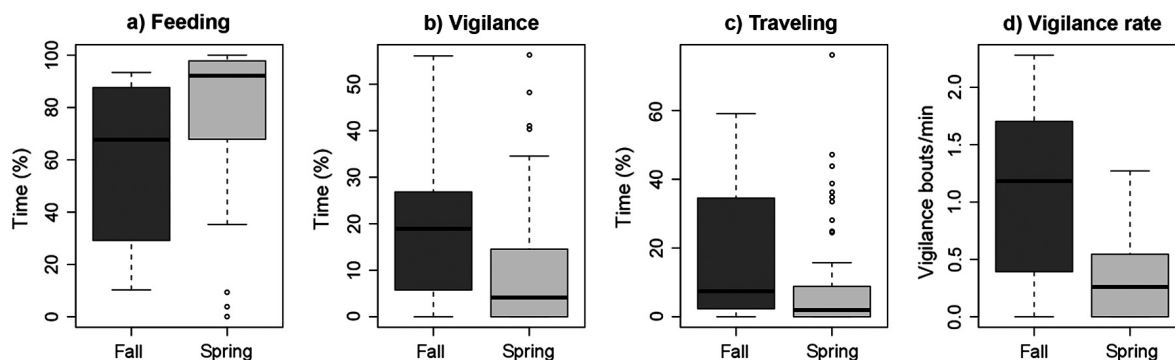 a) Feeding
Time (%)
100
80
60
40
20
0
Fall Spring
b) Vigilance
Time (%)
50
40
30
20
10
0
Fall Spring
c) Traveling
Time (%)
60
40
20
0
Fall Spring
d) Vigilance rate
Vigilance bouts/min
2.0
1.5
1.0
0.5
0.0
Fall Spring